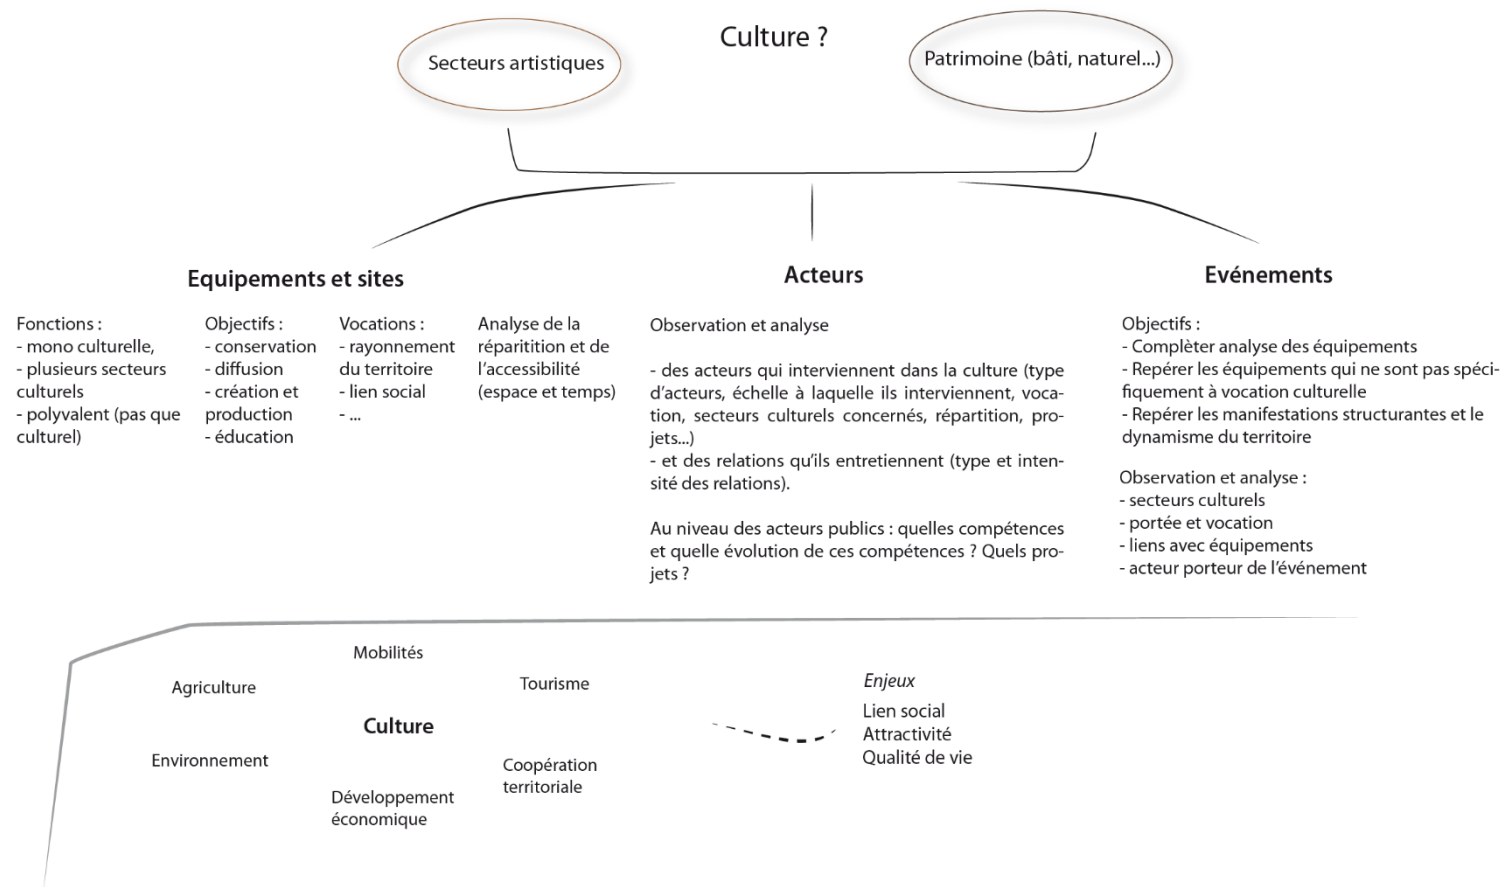 Culture ?
Secteurs artistiques
Patrimoine (bâti, naturel...)
Equipements et sites
Fonctions :
- mono culturelle,
- plusieurs secteurs
culturels
- polyvalent (pas que
culturel)
Objectifs :
- conservation
- diffusion
- création et
production
- éducation
Vocations :
- rayonnement
du territoire
- lien social
- ...
Analyse de la
réparitition et de
l'accessibilité
(espace et temps)
Acteurs
Observation et analyse
- des acteurs qui interviennent dans la culture (type
d'acteurs, échelle à laquelle ils interviennent, voca-
tion, secteurs culturels concernés, répartition, pro-
jets...)
- et des relations qu'ils entretiennent (type et inten-
sité des relations).
Au niveau des acteurs publics : quelles compétences
et quelle évolution de ces compétences ? Quels pro-
jets ?
Evénements
Objectifs :
- Complèter analyse des équipements
- Repérer les équipements qui ne sont pas spéci-
fiquement à vocation culturelle
- Repérer les manifestations structurantes et le
dynamisme du territoire
Observation et analyse :
- secteurs culturels
- portée et vocation
- liens avec équipements
- acteur porteur de l'événement
Mobilités
Agriculture
Tourisme
Culture
Environnement
Coopération
territoriale
Développement
économique
Enjeux
Lien social
Attractivité
Qualité de vie